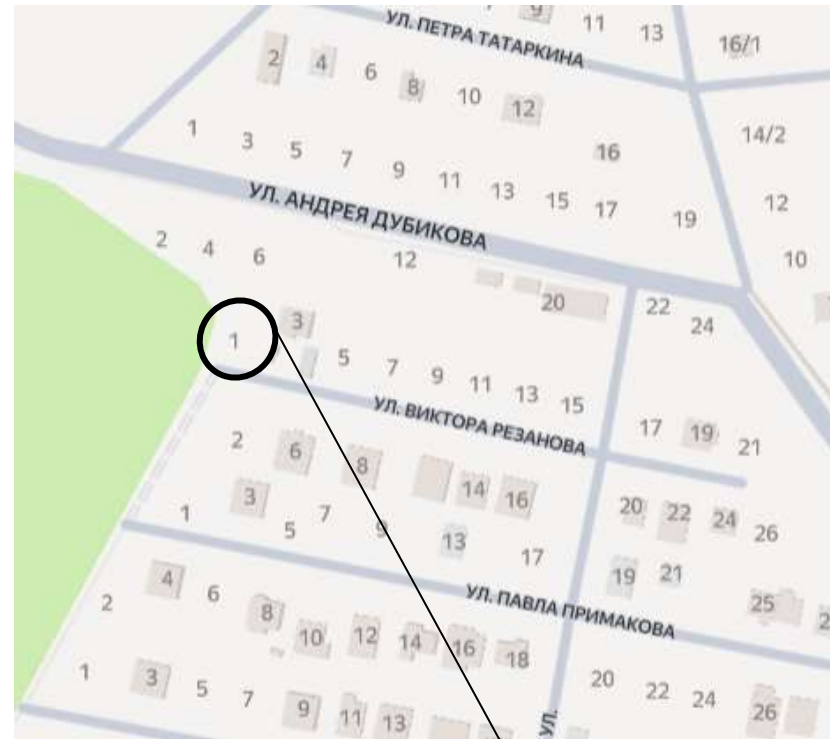 9 11 13 16/1
УЛ. ПЕТРА ТАТАРКИНА
2 4 6 8 10 12 16 14/2
1 3 5 7 9 11 13 15 17 19 12
10
УЛ. АНДРЕЯ ДУБИКОВА
2 4 6 12 20 22 24
1 3 5 7 9 11 13 15 17 19 21
УЛ. ВИКТОРА РЕЗАНОВА
2 6 8 14 16 20 22 24 26
1 3 5 7 9 13 17 19 21 25
УЛ. ПАВЛА ПРИМАКОВА
2 4 6 8 10 12 14 16 18 20 22 24 26
1 3 5 7 9 11 13
УЛ.